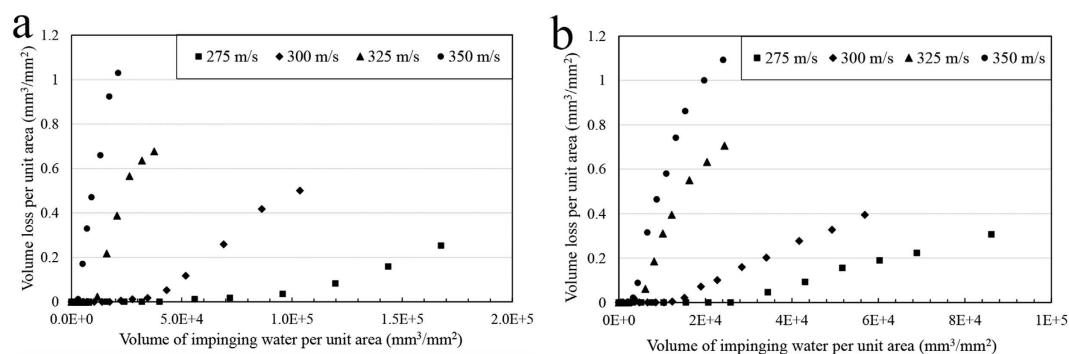 a
Volume loss per unit area (mm³/mm²)
1.2
1
0.8
0.6
0.4
0.2
0
275 m/s 300 m/s 325 m/s 350 m/s
0.E+0 5.E+4 1.E+5 1.5E+5 2.0E+5
Volume of impinging water per unit area (mm³/mm²)
b
Volume loss per unit area (mm³/mm²)
1.2
1
0.8
0.6
0.4
0.2
0
275 m/s 300 m/s 325 m/s 350 m/s
0E+0 2E+4 4E+4 6E+4 8E+4 1E+5
Volume of impinging water per unit area (mm³/mm²)